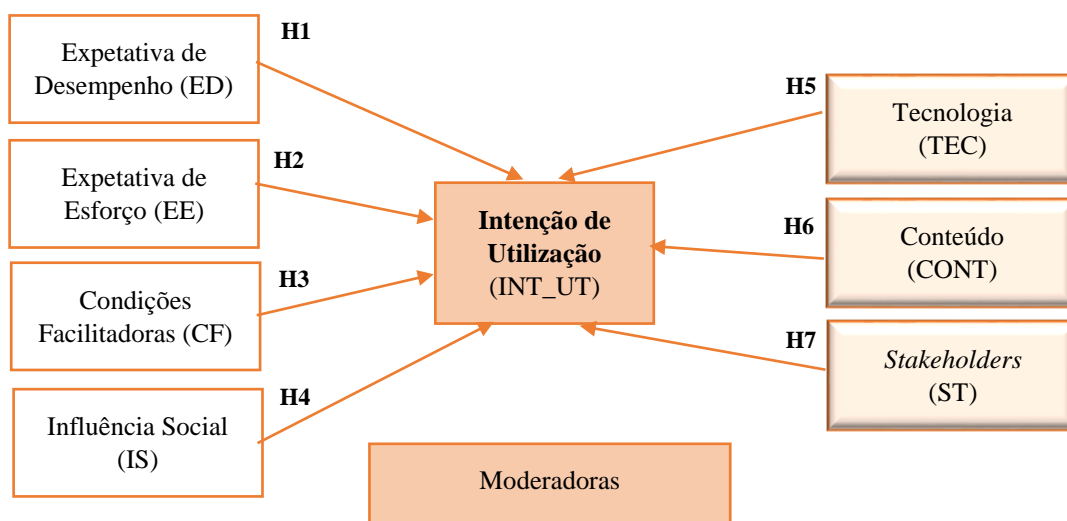 H1
Expetativa de
Desempenho (ED)
H2
Expetativa de
Esforço (EE)
H3
Condições
Facilitadoras (CF)
H4
Influência Social
(IS)
Intenção de
Utilização
(INT_UT)
Moderadoras
H5
Tecnologia
(TEC)
H6
Conteúdo
(CONT)
H7
Stakeholders
(ST)